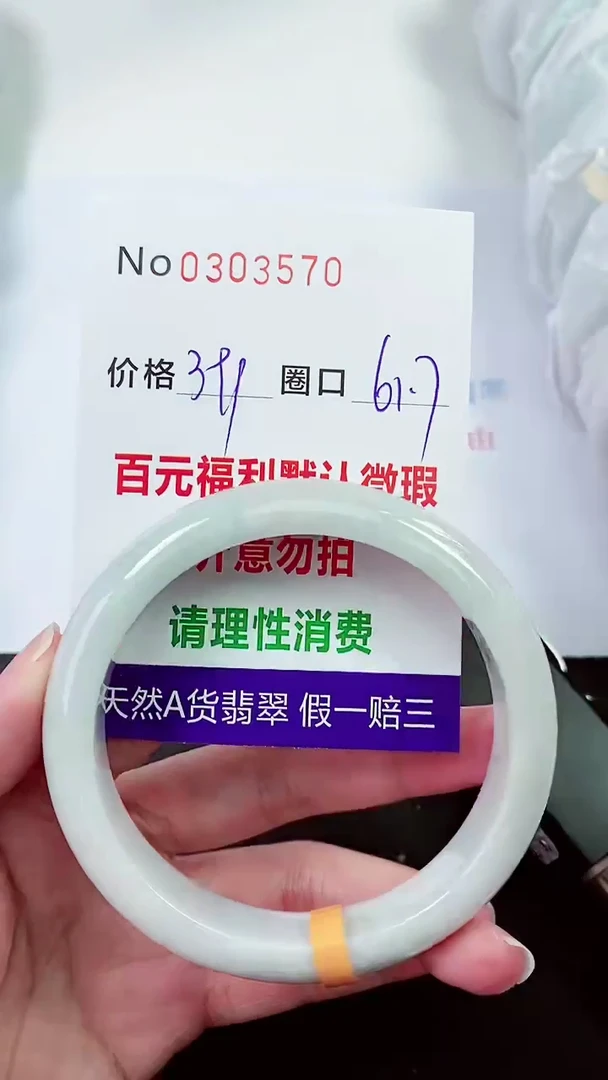 No0303570
价格 圈口 61.7
百元福利默认微瑕
介意勿拍
请理性消费
天然A货翡翠 假一赔三